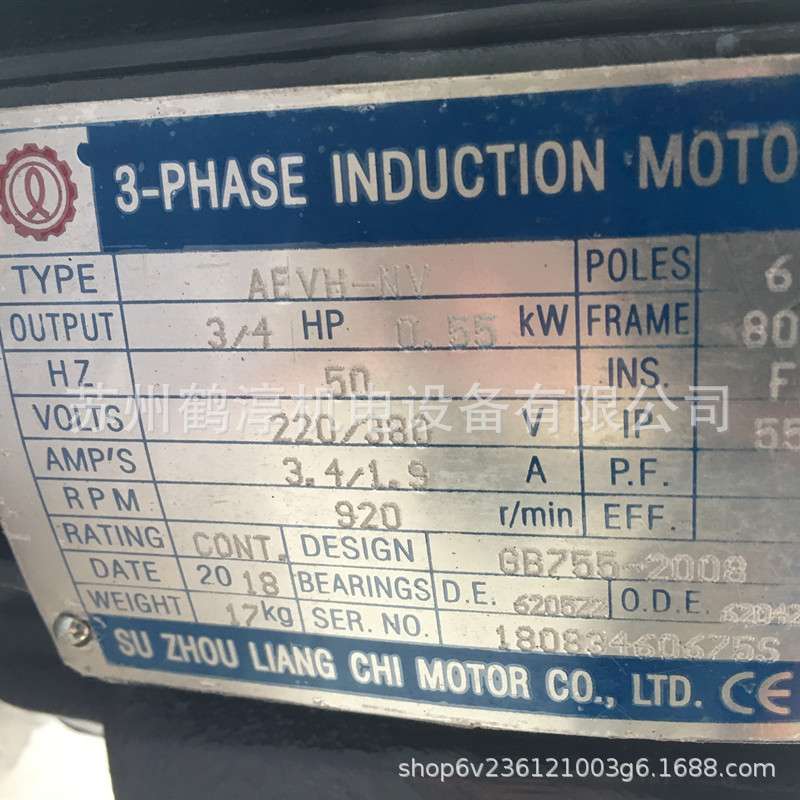 3-PHASE INDUCTION MOTO
TYPE AEVH-NV POLES 6
OUTPUT 3/4 HP 0.55 kW FRAME 80
HZ 50 INS. F
苏州鹤淳机电设备有限公司
VOLTS 220/380 V IP 55
AMP'S 3.4/1.9 A P.F.
RPM 920 r/min EFF.
RATING CONT. DESIGN GB755-2008
DATE 2018 BEARINGS D.E. 6205ZZ O.D.E. 6204Z
WEIGHT 17kg SER. NO. 18083460675S
SU ZHOU LIANG CHI MOTOR CO., LTD. CE
shop6v236121003g6.1688.com